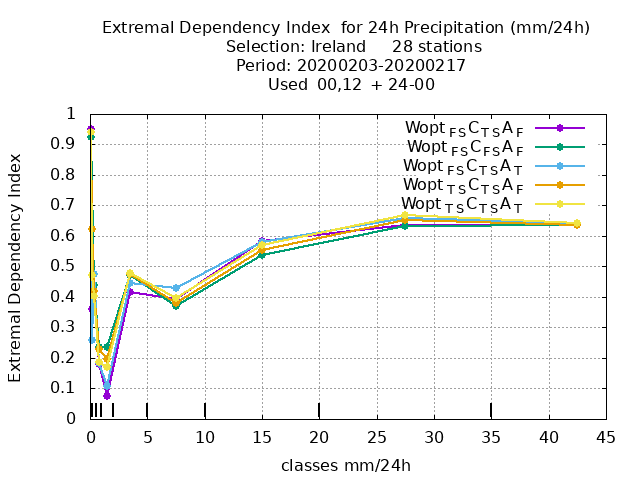 Extremal Dependency Index  for 24h Precipitation (mm/24h)
Selection: Ireland     28 stations
Period: 20200203-20200217
Used  00,12  + 24-00
Extremal Dependency Index
1
0.9
0.8
0.7
0.6
0.5
0.4
0.3
0.2
0.1
0
Wopt FS C TS A F
Wopt FS C FS A F
Wopt FS C TS A T
Wopt TS C TS A F
Wopt TS C TS A T
0 5 10 15 20 25 30 35 40 45
classes mm/24h